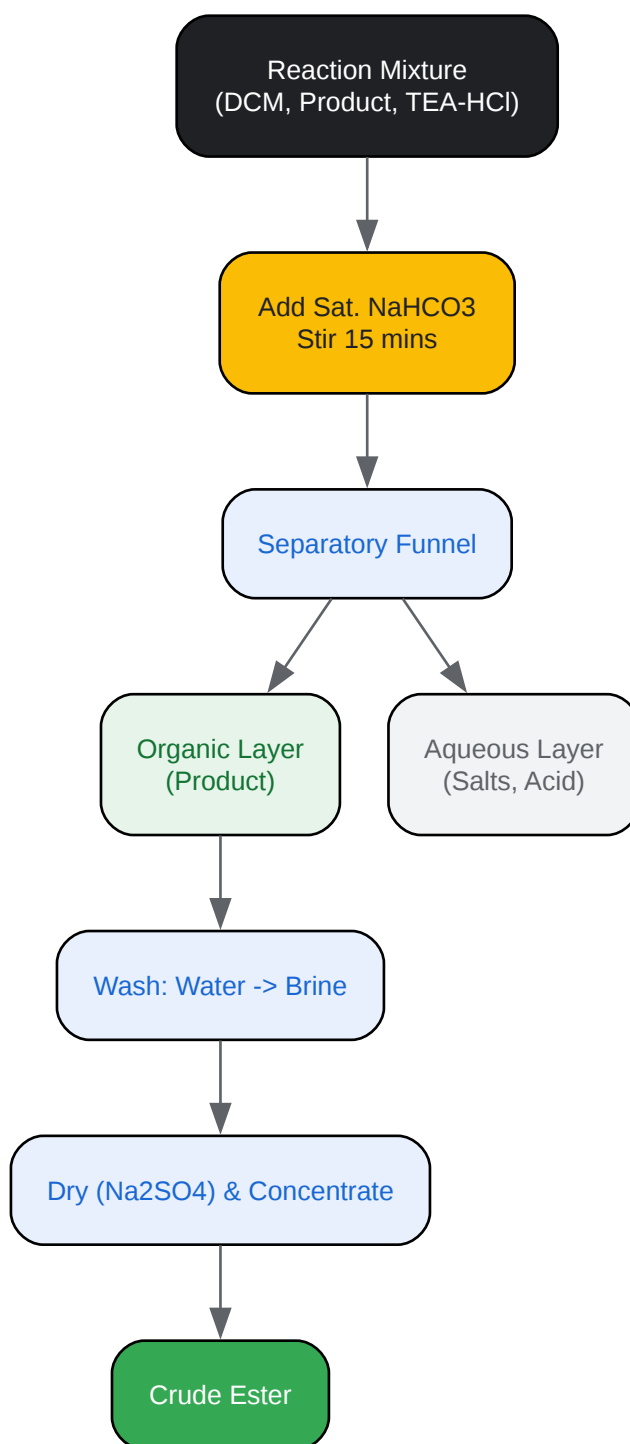 Reaction Mixture
(DCM, Product, TEA-HCl)
Add Sat. NaHCO3
Stir 15 mins
Separatory Funnel
Organic Layer
(Product)
Aqueous Layer
(Salts, Acid)
Wash: Water -> Brine
Dry (Na2SO4) & Concentrate
Crude Ester